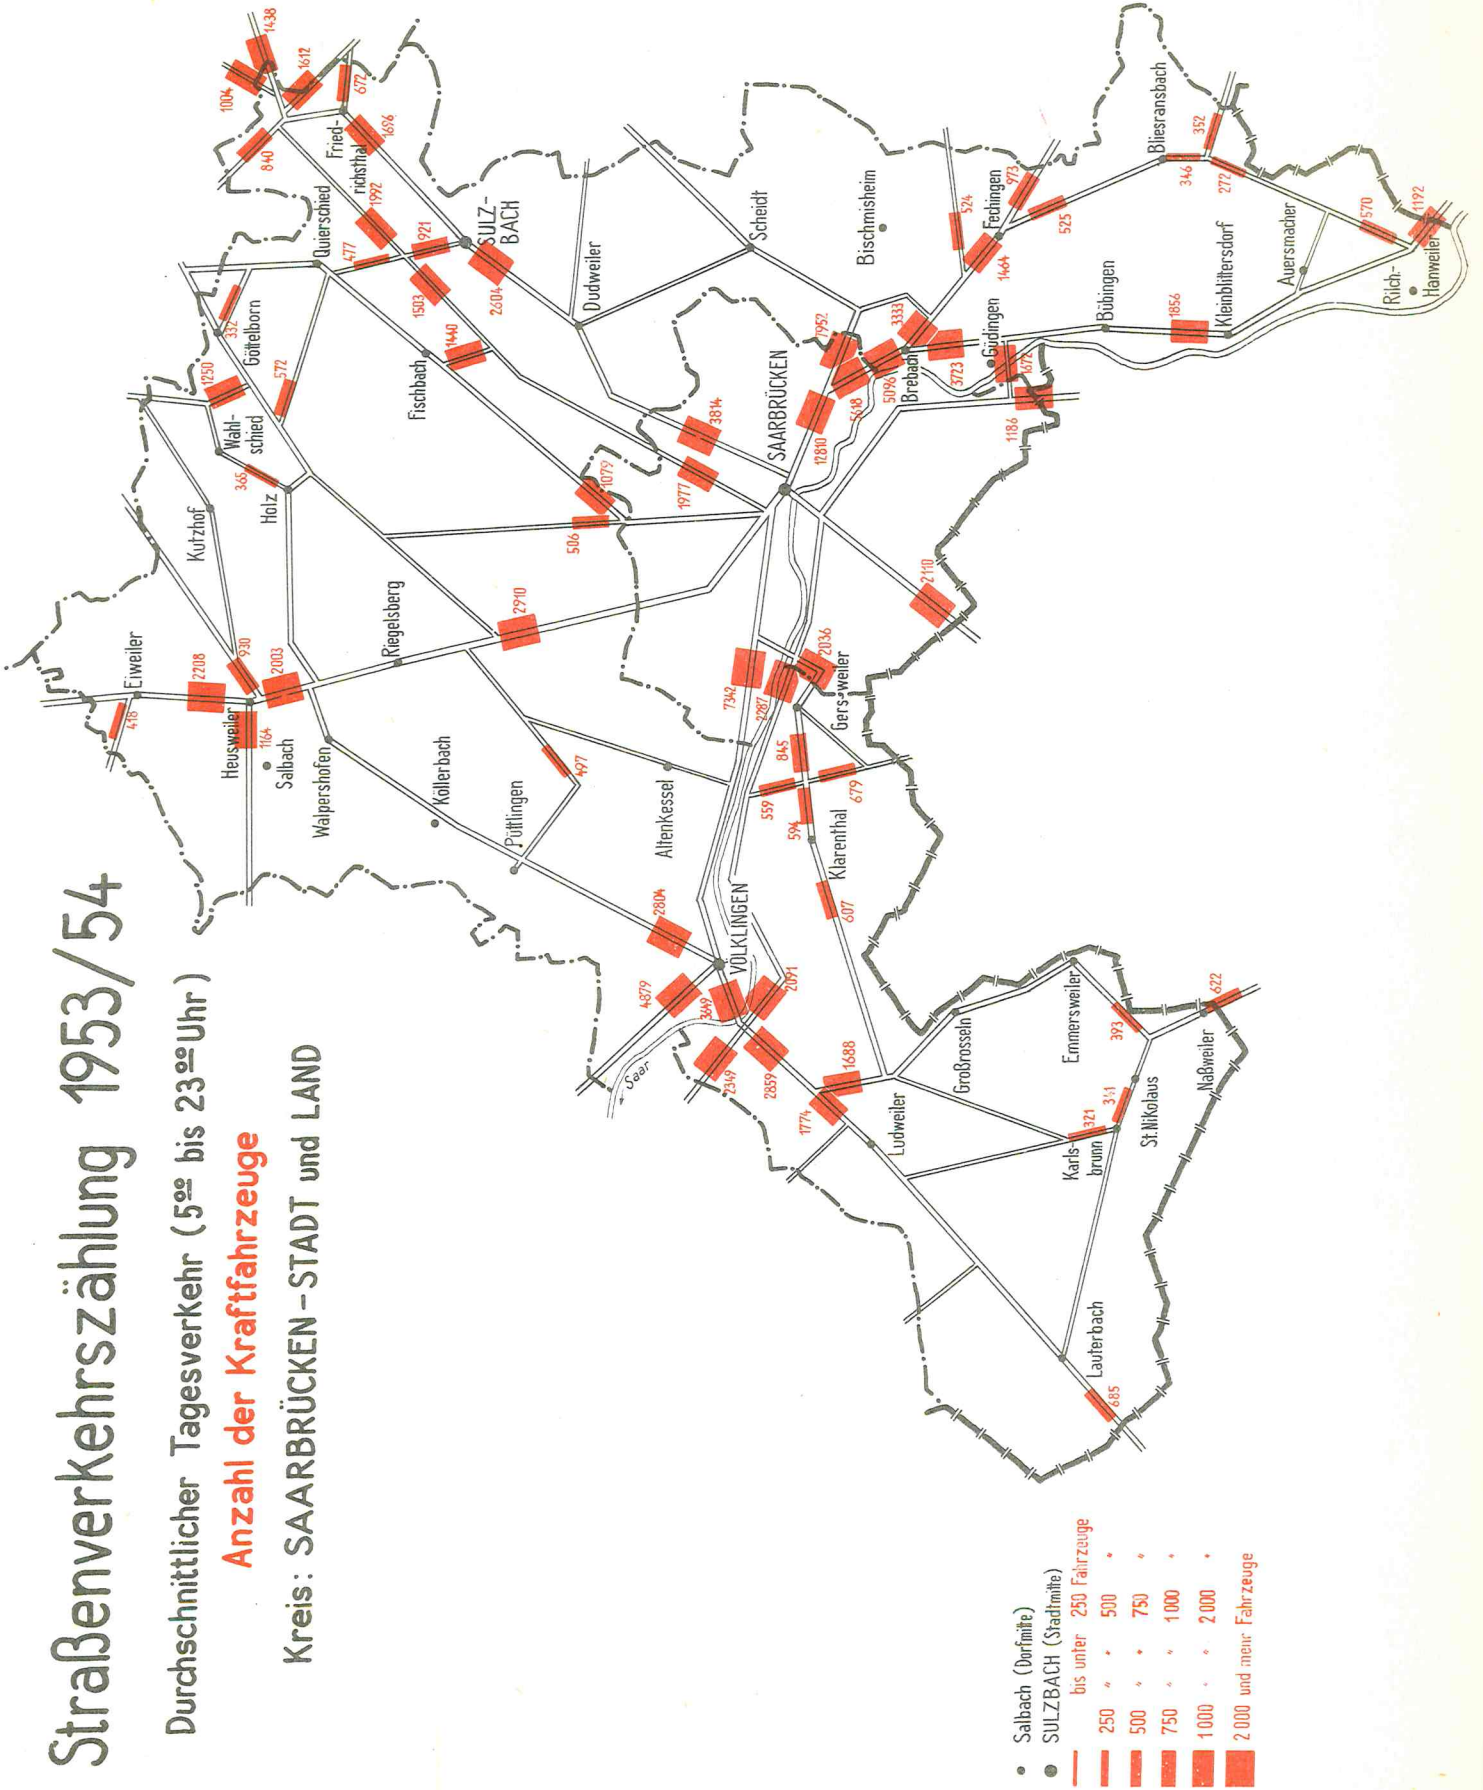 Straßenverkehrszählung 1953/54
Durchschnittlicher Tagesverkehr (5⁰⁰ bis 23⁰⁰ Uhr)
Anzahl der Kraftfahrzeuge
Kreis: SAARBRÜCKEN-STADT und LAND
418
Eiweiler
2208
930
Heusweiler
1164
2003
Salbach
Walpershofen
Kutzhof
Holz
365
Wahl-
schied
1250
332
Göttelborn
572
Quierschied
477
921
840
1004
1438
1612
672
Fried-
richsthal
1696
1992
1503
SULZ-
BACH
2604
Fischbach
1440
Dudweiler
Riegelsberg
2910
506
1079
1977
3814
Köllerbach
Püttlingen
497
Altenkessel
2804
4879
VÖLKLINGEN
3649
2091
2349
2859
Saar
7342
2287
2036
Gersweiler
845
559
679
594
Klarenthal
607
SAARBRÜCKEN
12810
7952
5618
5096
3333
Brebach
3723
Scheidt
Bischmisheim
524
1464
Fechingen
973
525
Güdingen
1672
1186
2110
Bübingen
1856
Kleinblittersdorf
Auersmacher
Bliesransbach
346
352
272
570
1192
Rilch.-
Hanweiler
1688
1774
Ludweiler
Großrosseln
Emmersweiler
393
622
Naßweiler
St.Nikolaus
321
Karls-
brunn
Lauterbach
685
Salbach (Dorfmitte)
SULZBACH (Stadtmitte)
bis unter 250 Fahrzeuge
250 " " 500 "
500 " " 750 "
750 " " 1000 "
1000 " " 2000 "
2000 und mehr Fahrzeuge